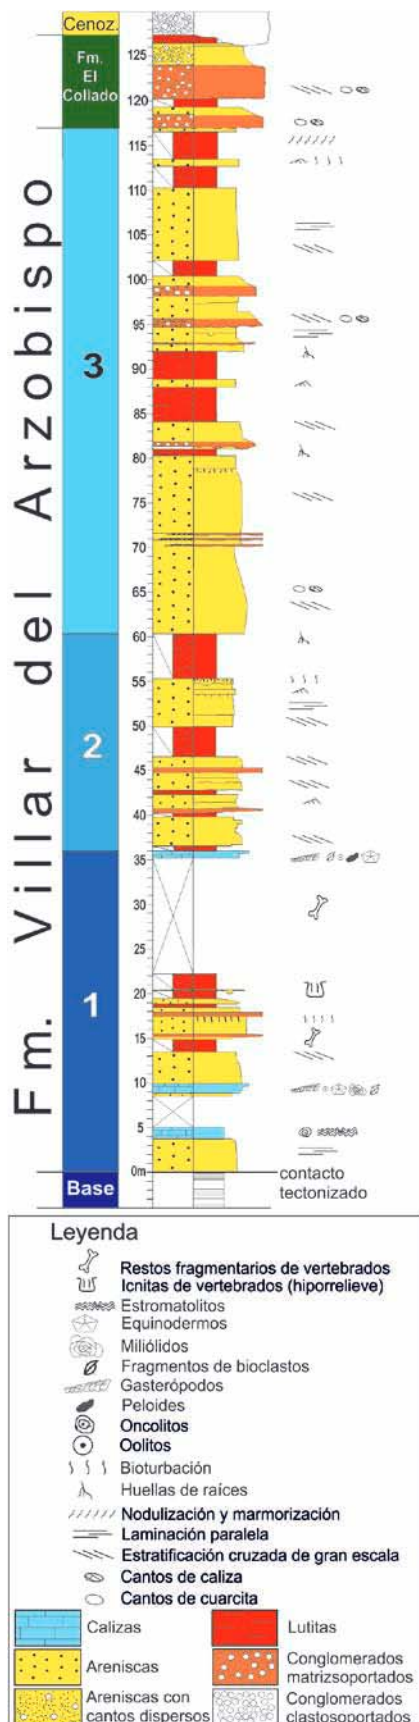 Cenoz.
Fm.
El
Collado
Fm. Villar del Arzobispo
3
2
1
Base
125
120
115
110
105
100
95
90
85
80
75
70
65
60
55
50
45
40
35
30
25
20
15
10
5
0m
contacto
tectonizado
Leyenda
Restos fragmentarios de vertebrados
Icnitas de vertebrados (hiporrelieve)
Estromatolitos
Equinodermos
Miliólidos
Fragmentos de bioclastos
Gasterópodos
Peloides
Oncolitos
Oolitos
Bioturbación
Huellas de raíces
Nodulización y marmorización
Laminación paralela
Estratificación cruzada de gran escala
Cantos de caliza
Cantos de cuarcita
Calizas
Lutitas
Areniscas
Conglomerados
matrizsoportados
Areniscas con
cantos dispersos
Conglomerados
clastosoportados